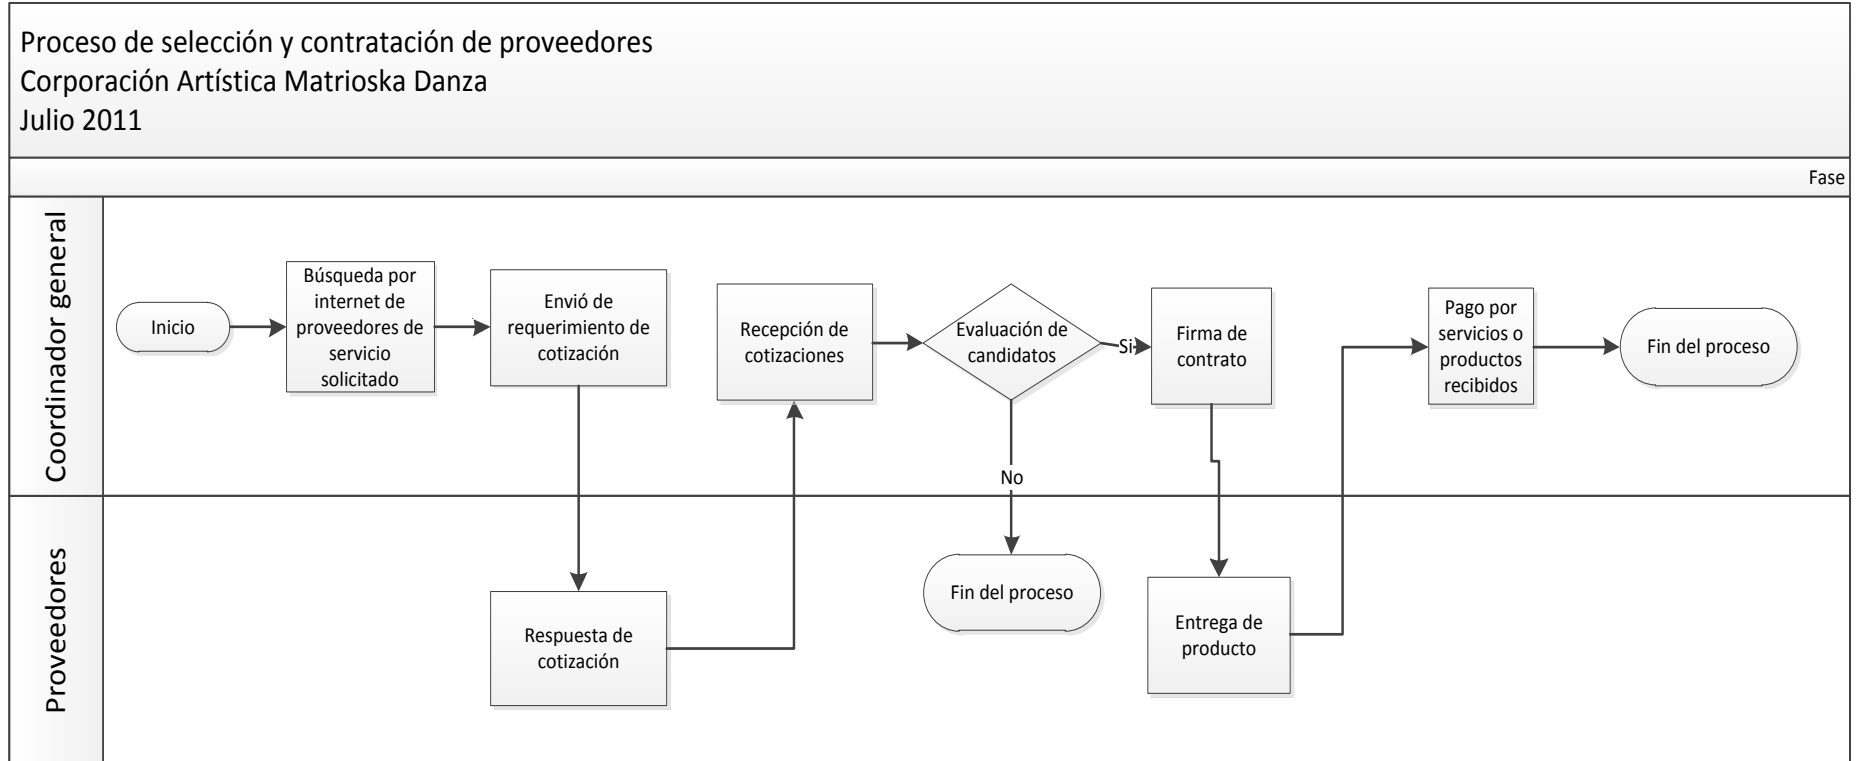 Proceso de selección y contratación de proveedores
Corporación Artística Matrioska Danza
Julio 2011
Fase
Coordinador general
Inicio
Búsqueda por
internet de
proveedores de
servicio
solicitado
Envió de
requerimiento de
cotización
Recepción de
cotizaciones
Evaluación de
candidatos
Si
Firma de
contrato
Pago por
servicios o
productos
recibidos
Fin del proceso
No
Proveedores
Respuesta de
cotización
Fin del proceso
Entrega de
producto